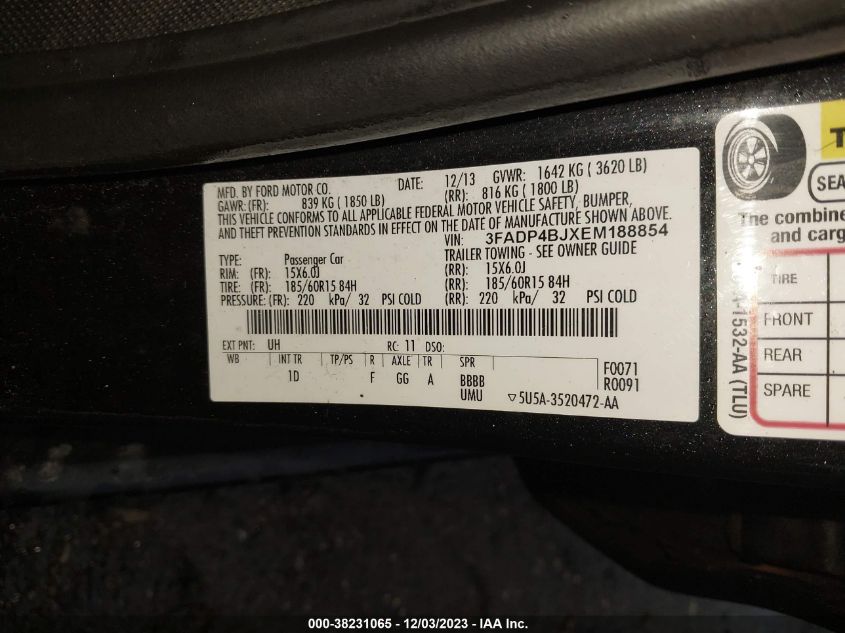 MFD. BY FORD MOTOR CO. DATE: 12/13 GVWR: 1642 KG ( 3620 LB)
GAWR: (FR): 839 KG ( 1850 LB) (RR): 816 KG ( 1800 LB)
THIS VEHICLE CONFORMS TO ALL APPLICABLE FEDERAL MOTOR VEHICLE SAFETY, BUMPER,
AND THEFT PREVENTION STANDARDS IN EFFECT ON THE DATE OF MANUFACTURE SHOWN ABOVE.
VIN: 3FADP4BJXEM188854
TYPE: Passenger Car TRAILER TOWING - SEE OWNER GUIDE
RIM: (FR): 15X6.0J (RR): 15X6.0J
TIRE: (FR): 185/60R15 84H (RR): 185/60R15 84H
PRESSURE: (FR): 220 kPa/ 32 PSI COLD (RR): 220 kPa/ 32 PSI COLD
EXT PNT: UH RC: 11 DSO:
WB INT TR TP/PS R AXLE TR SPR F0071
1D F GG A BBBB R0091
UMU ▽5U5A-3520472-AA
T
SEA
The combine
and carg
TIRE
FRONT
REAR
SPARE
-1532-AA (TLU)
000-38231065 - 12/03/2023 - IAA Inc.